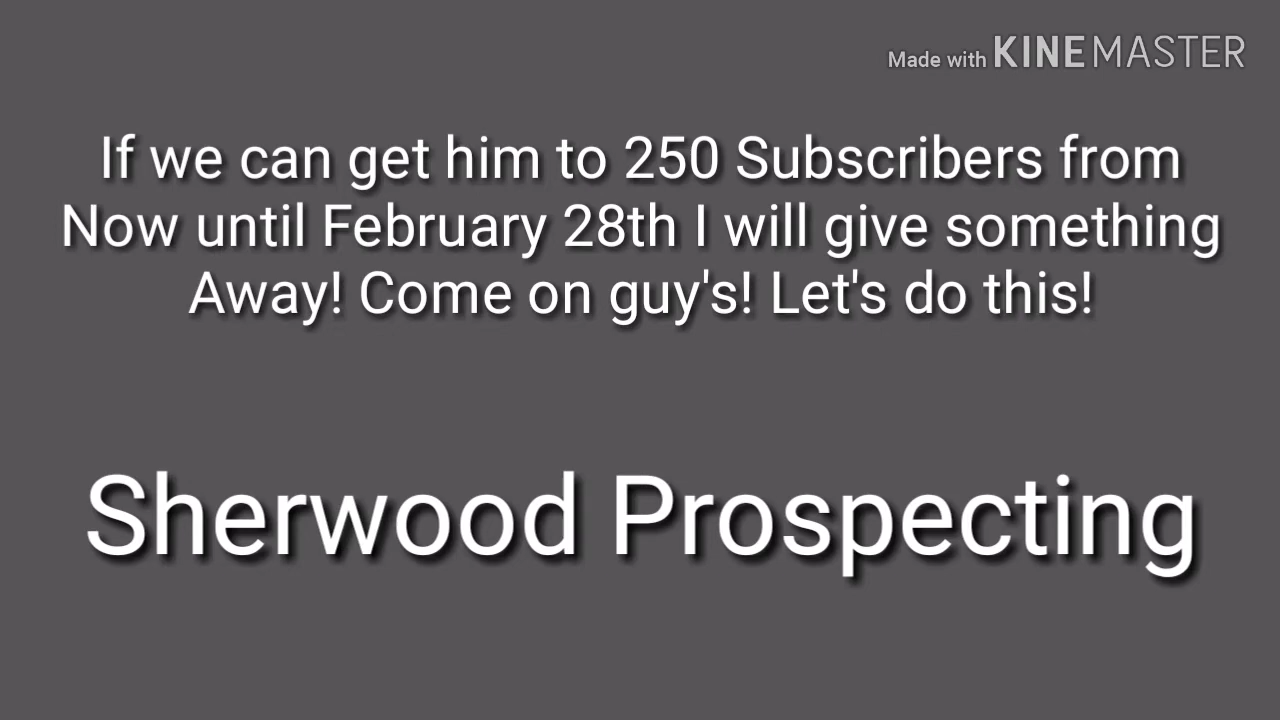 Made with KINEMASTER
If we can get him to 250 Subscribers from
Now until February 28th I will give something
Away! Come on guy's! Let's do this!
Sherwood Prospecting